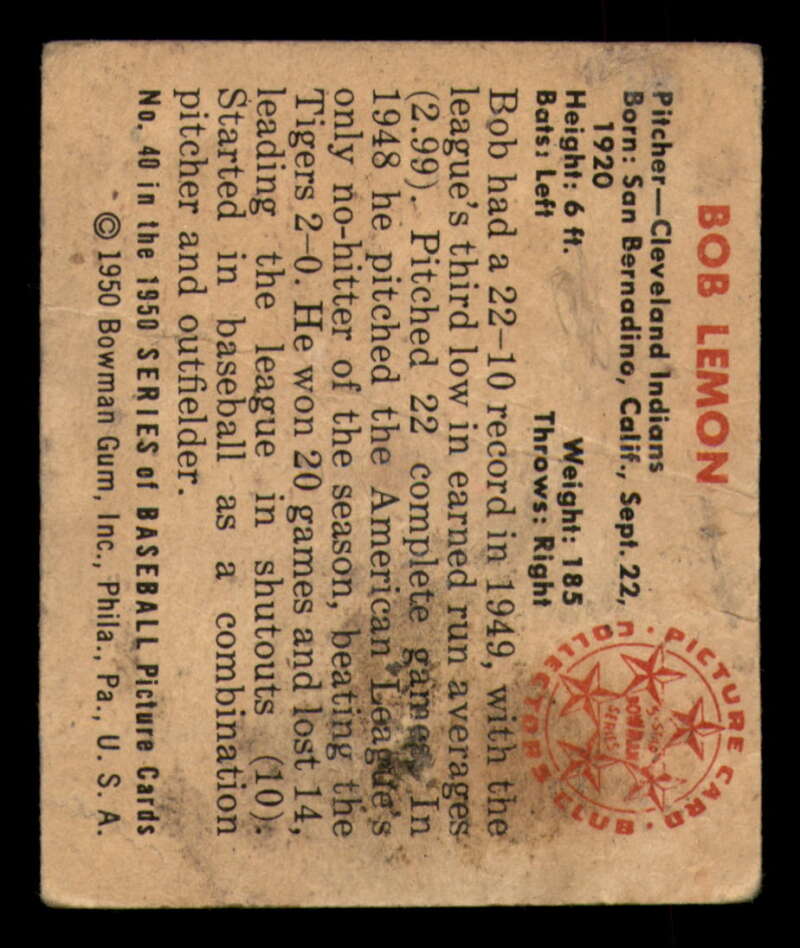 BOB LEMON
Pitcher—Cleveland Indians
Born: San Bernadino, Calif., Sept. 22,
1920
Height: 6 ft. Weight: 185
Bats: Left Throws: Right
Bob had a 22–10 record in 1949, with the
league's third low in earned run averages
(2.99). Pitched 22 complete games. In
1948 he pitched the American League's
only no-hitter of the season, beating the
Tigers 2–0. He won 20 games and lost 14,
leading the league in shutouts (10).
Started in baseball as a combination
pitcher and outfielder.
No. 40 in the 1950 SERIES of BASEBALL Picture Cards
© 1950 Bowman Gum, Inc., Phila., Pa., U. S. A.
PICTURE CARD · COLLECTORS CLUB ·
BOWMAN